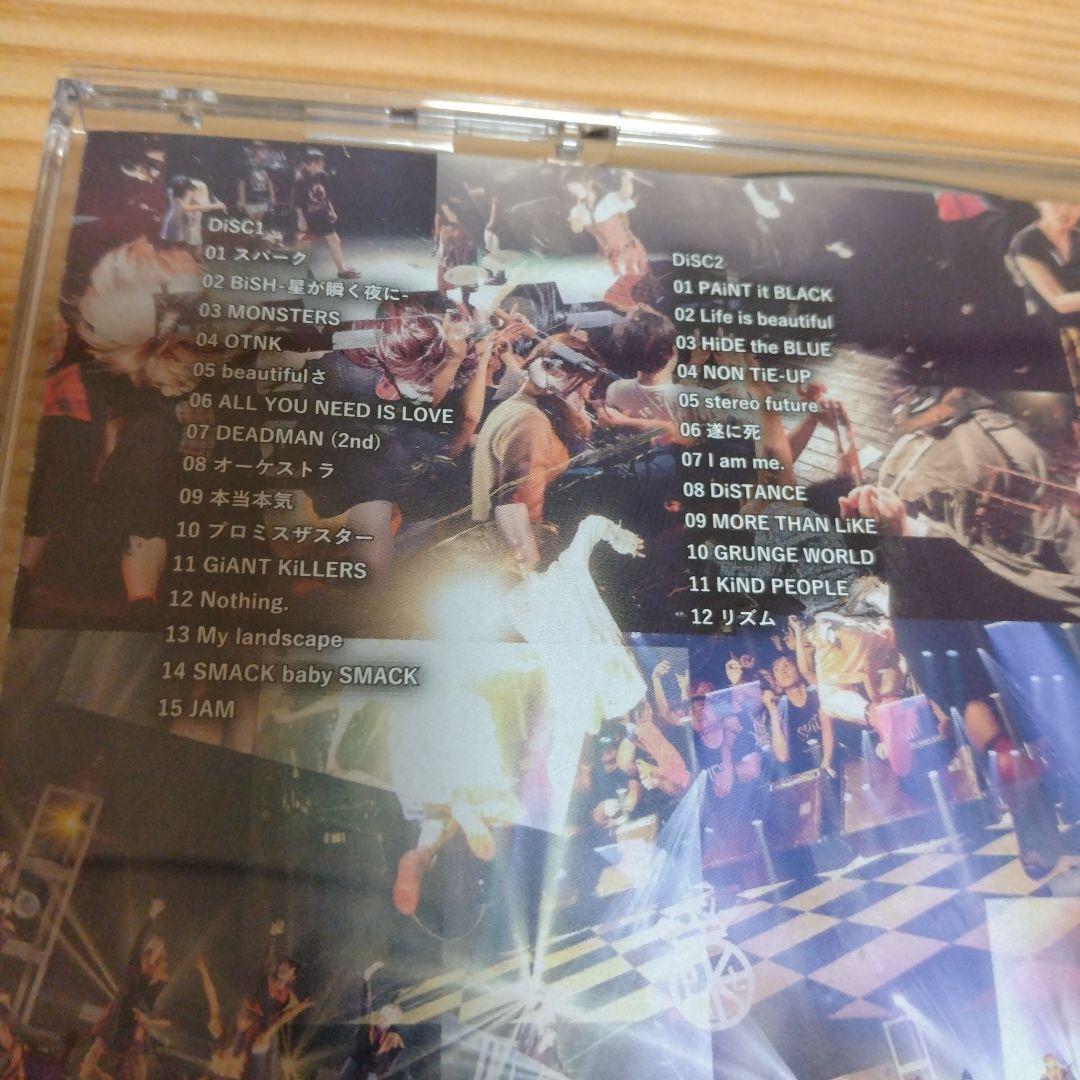 DiSC1
01 スパーク
02 BiSH-星が瞬く夜に-
03 MONSTERS
04 OTNK
05 beautifulさ
06 ALL YOU NEED IS LOVE
07 DEADMAN (2nd)
08 オーケストラ
09 本当本気
10 プロミスザスター
11 GiANT KiLLERS
12 Nothing.
13 My landscape
14 SMACK baby SMACK
15 JAM
DiSC2
01 PAiNT it BLACK
02 Life is beautiful
03 HiDE the BLUE
04 NON TiE-UP
05 stereo future
06 遂に死
07 I am me.
08 DiSTANCE
09 MORE THAN LiKE
10 GRUNGE WORLD
11 KiND PEOPLE
12 リズム